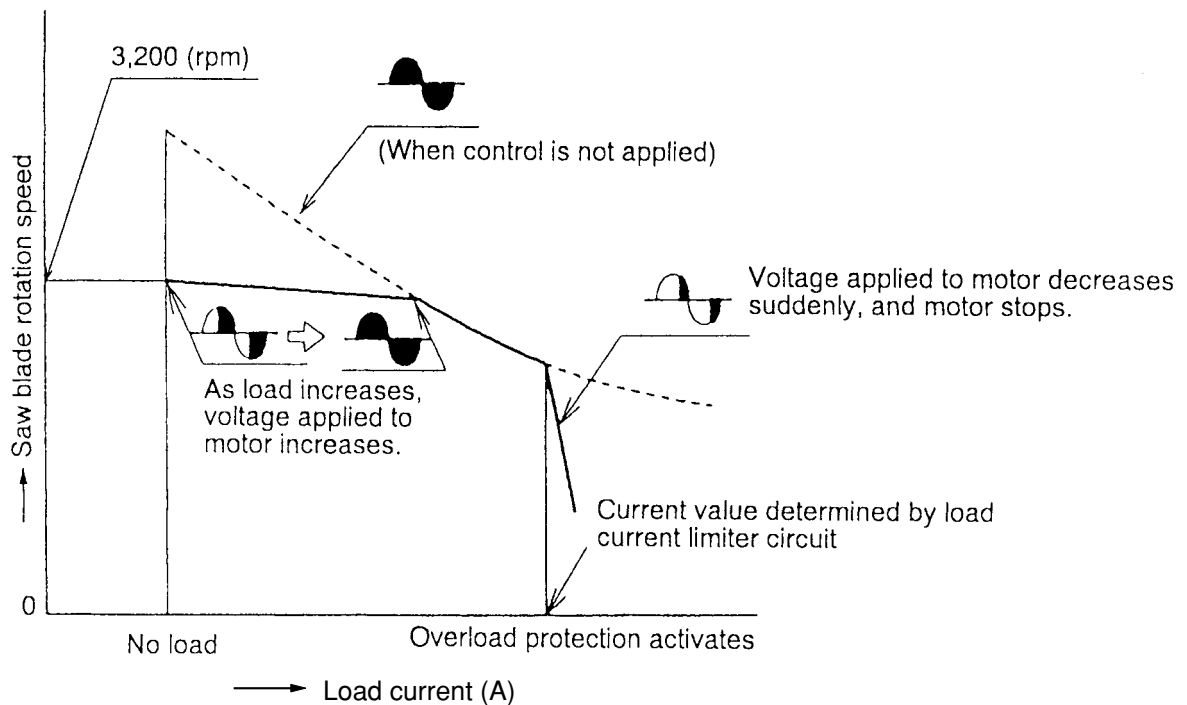 3,200 (rpm)
(When control is not applied)
Voltage applied to motor decreases
suddenly, and motor stops.
As load increases,
voltage applied to
motor increases.
Saw blade rotation speed
Current value determined by load
current limiter circuit
0
No load
Overload protection activates
Load current (A)